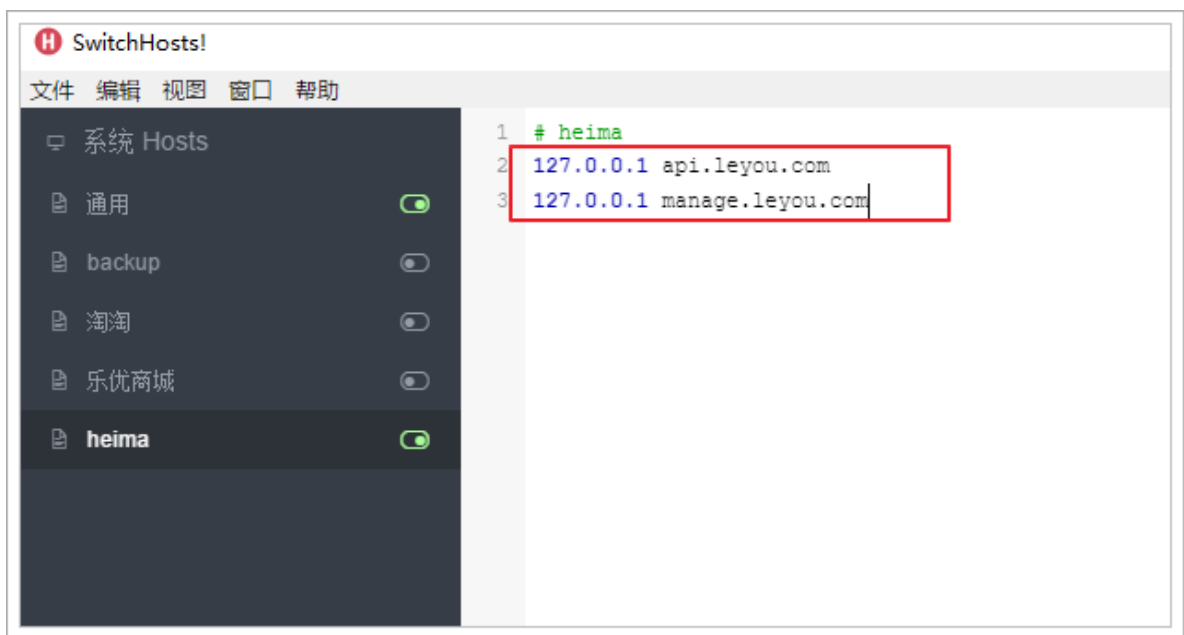 SwitchHosts!
文件 编辑 视图 窗口 帮助
系统 Hosts
通用
backup
淘淘
乐优商城
heima
1 # heima
2 127.0.0.1 api.leyou.com
3 127.0.0.1 manage.leyou.com